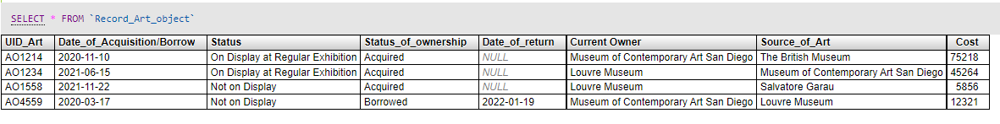 SELECT * FROM `Record_Art_object`
UID_Art Date_of_Acquisition/Borrow Status Status_of_ownership Date_of_return Current Owner Source_of_Art Cost
AO1214 2020-11-10 On Display at Regular Exhibition Acquired NULL Museum of Contemporary Art San Diego The British Museum 75218
AO1234 2021-06-15 On Display at Regular Exhibition Acquired NULL Louvre Museum Museum of Contemporary Art San Diego 45264
AO1558 2021-11-22 Not on Display Acquired NULL Louvre Museum Salvatore Garau 5856
AO4559 2020-03-17 Not on Display Borrowed 2022-01-19 Museum of Contemporary Art San Diego Louvre Museum 12321